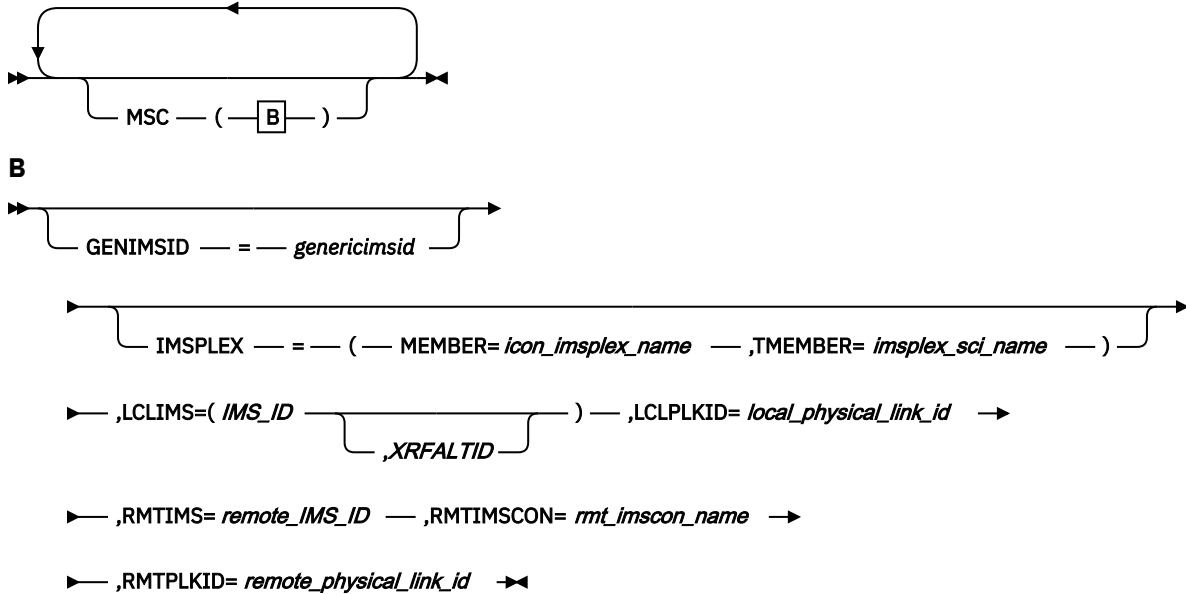 MSC ( B )
B
GENIMSID = genericimsid
IMSPLEX = ( MEMBER= icon_imsplex_name ,TMEMBER= imsplex_sci_name )
,LCLIMS=( IMS_ID ) ,LCLPLKID= local_physical_link_id
,XRFALTID
,RMTIMS= remote_IMS_ID ,RMTIMSCON= rmt_imscon_name
,RMTPLKID= remote_physical_link_id